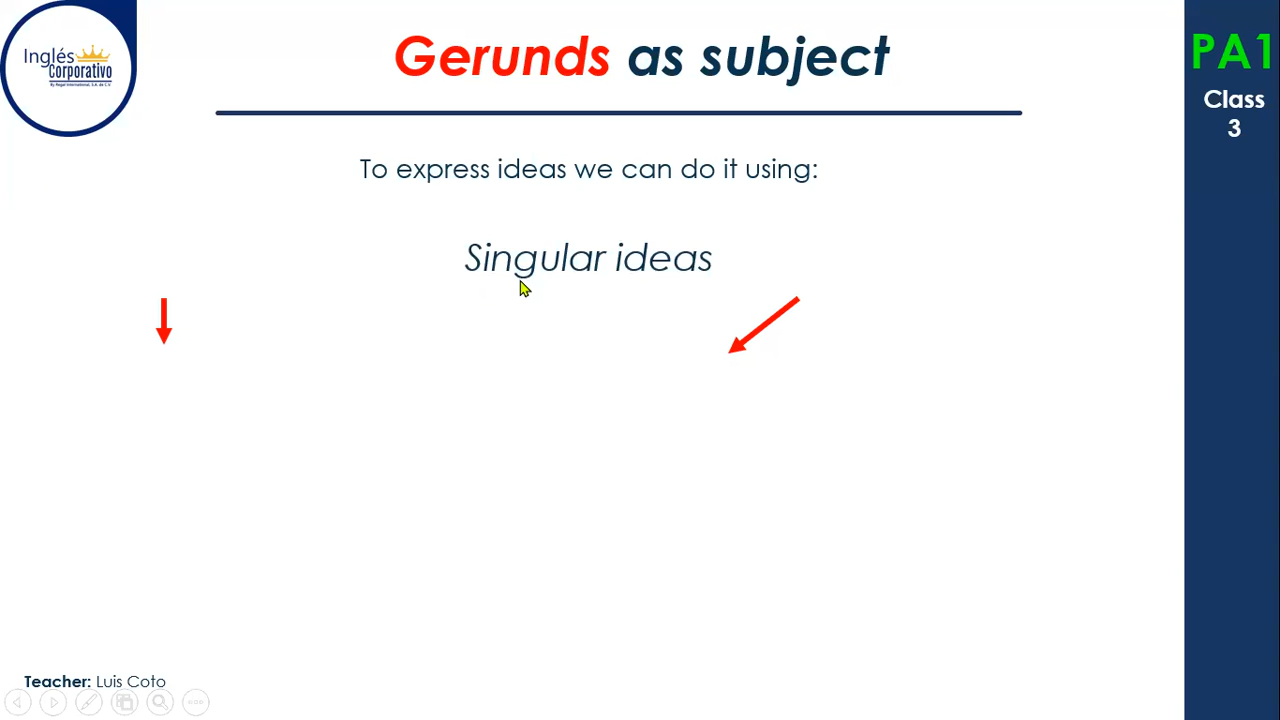 Inglés
Corporativo
By Regal International, S.A. de C.V.
Gerunds as subject
PA1
Class
3
To express ideas we can do it using:
Singular ideas
Teacher: Luis Coto